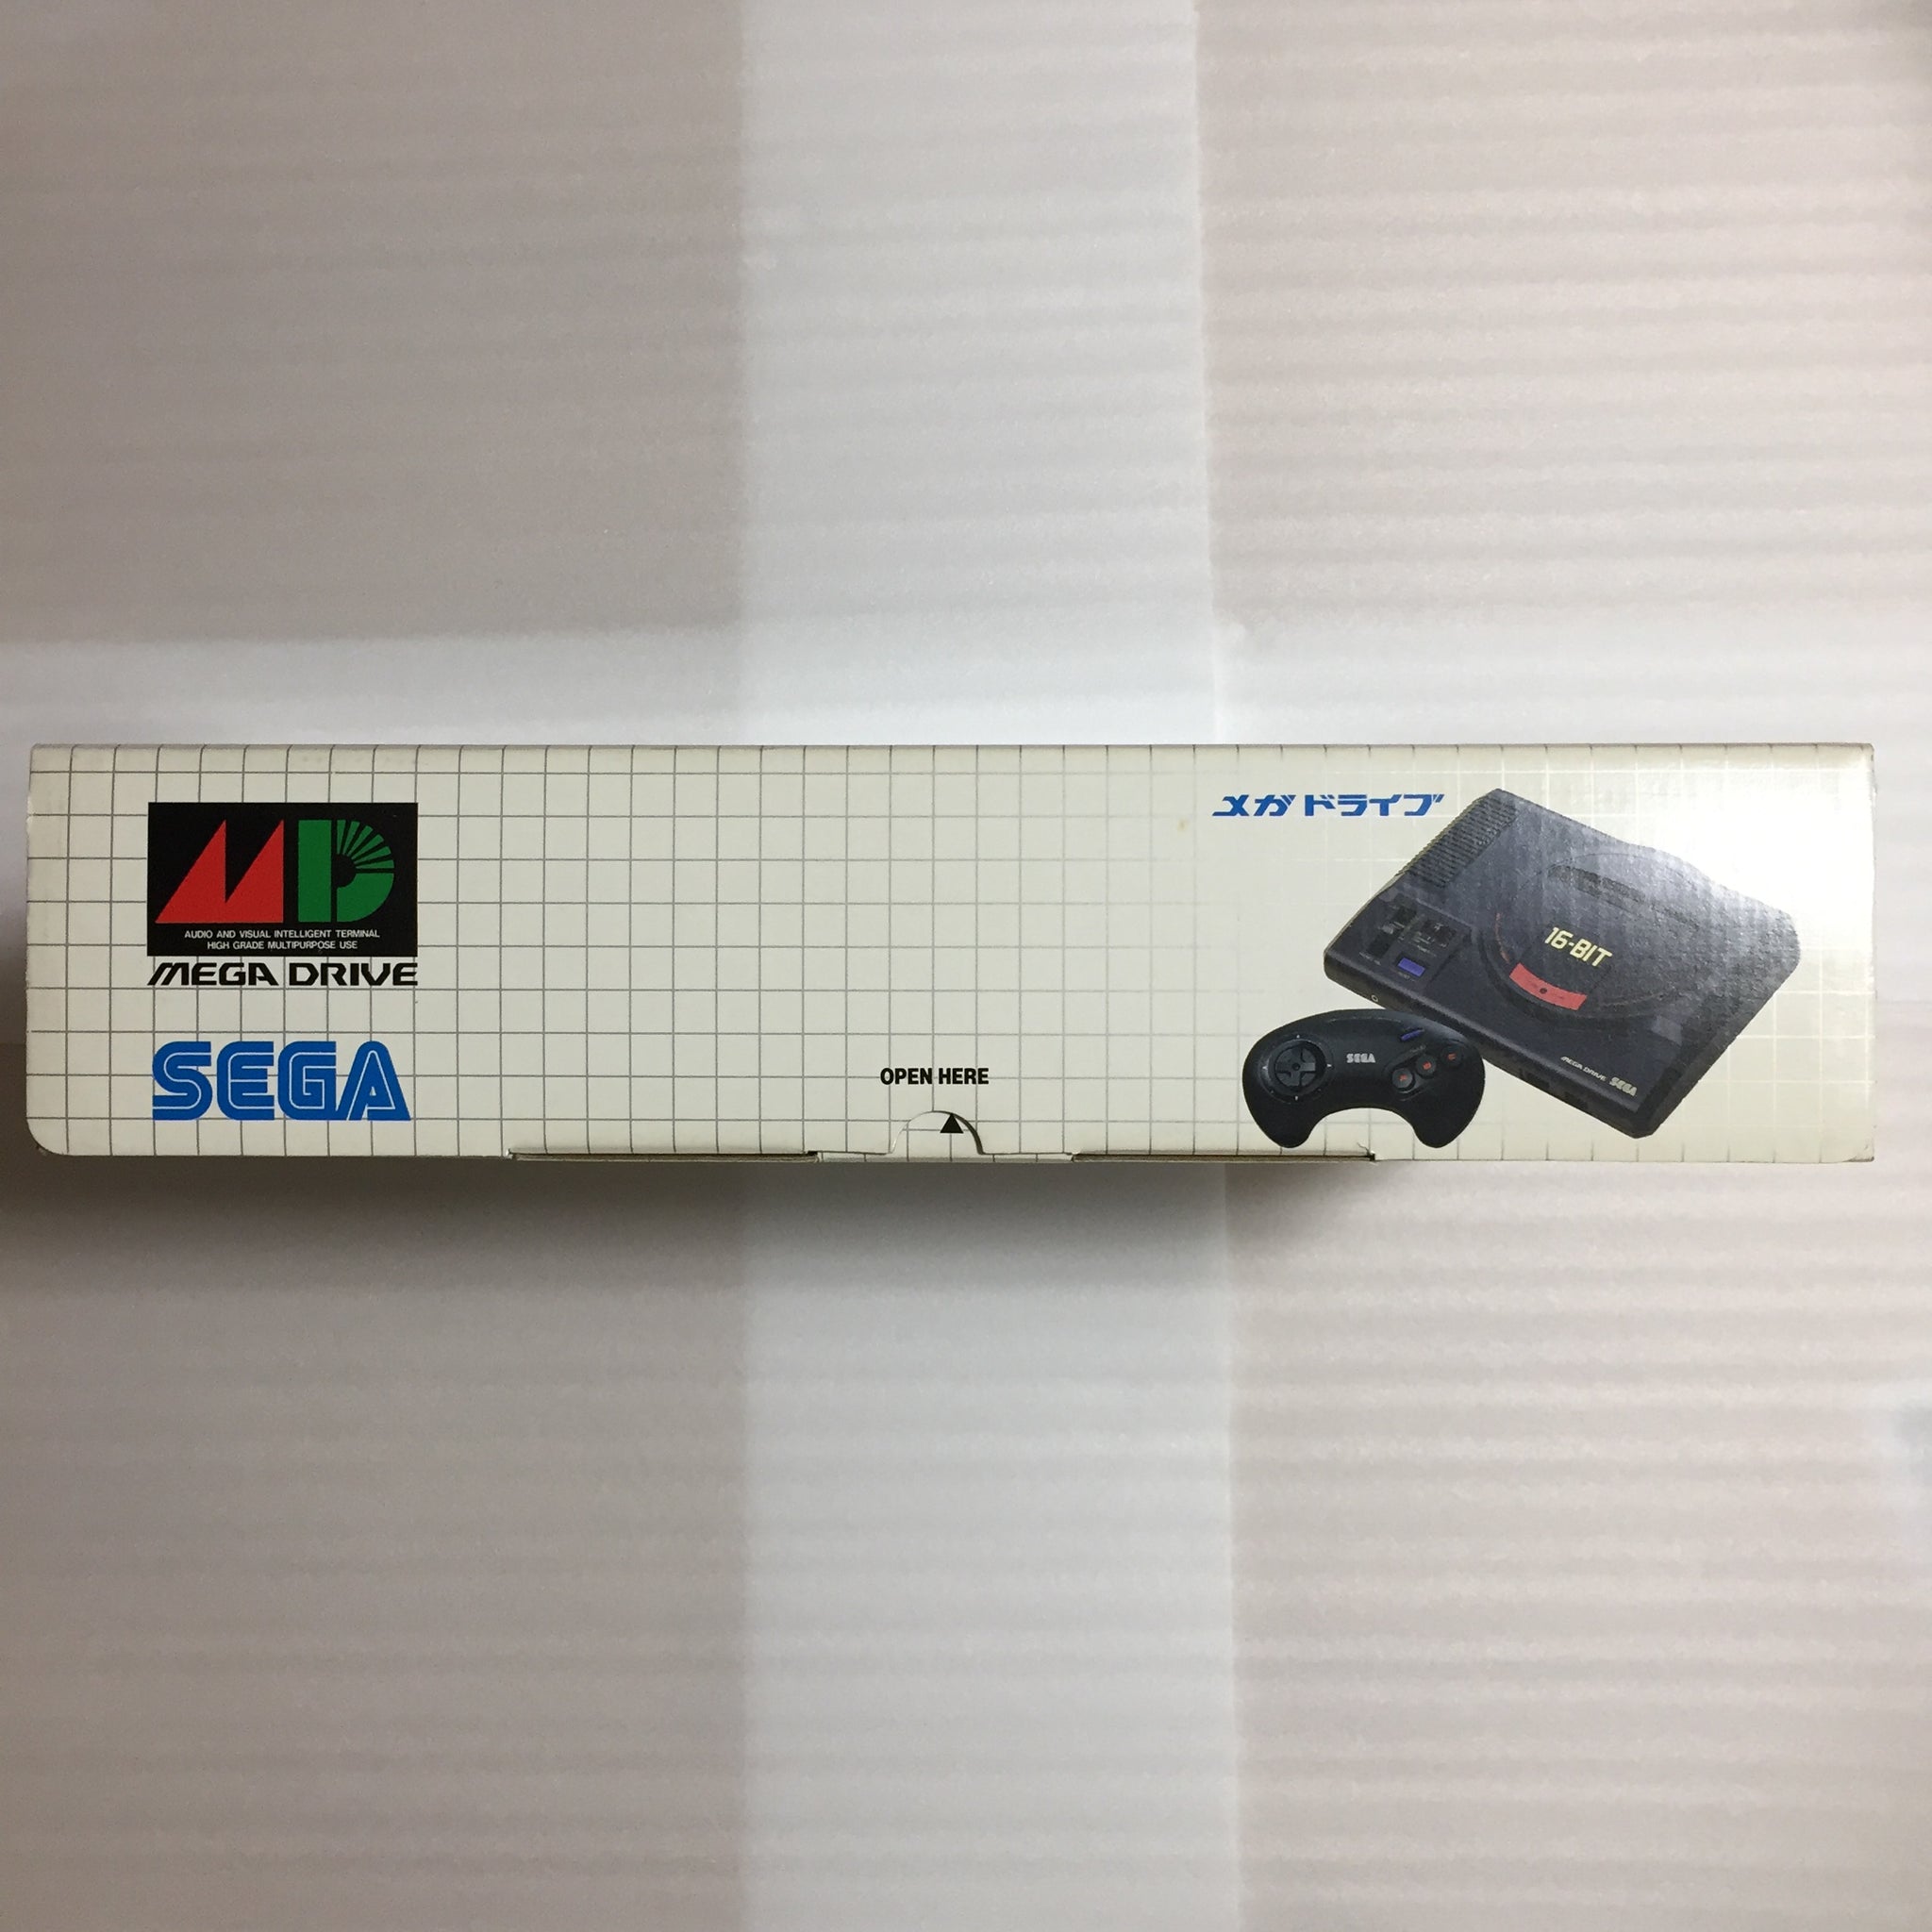 MD
AUDIO AND VISUAL INTELLIGENT TERMINAL
HIGH GRADE MULTIPURPOSE USE
MEGA DRIVE
SEGA
OPEN HERE
メガドライブ
16-BIT
MEGA DRIVE SEGA
SEGA